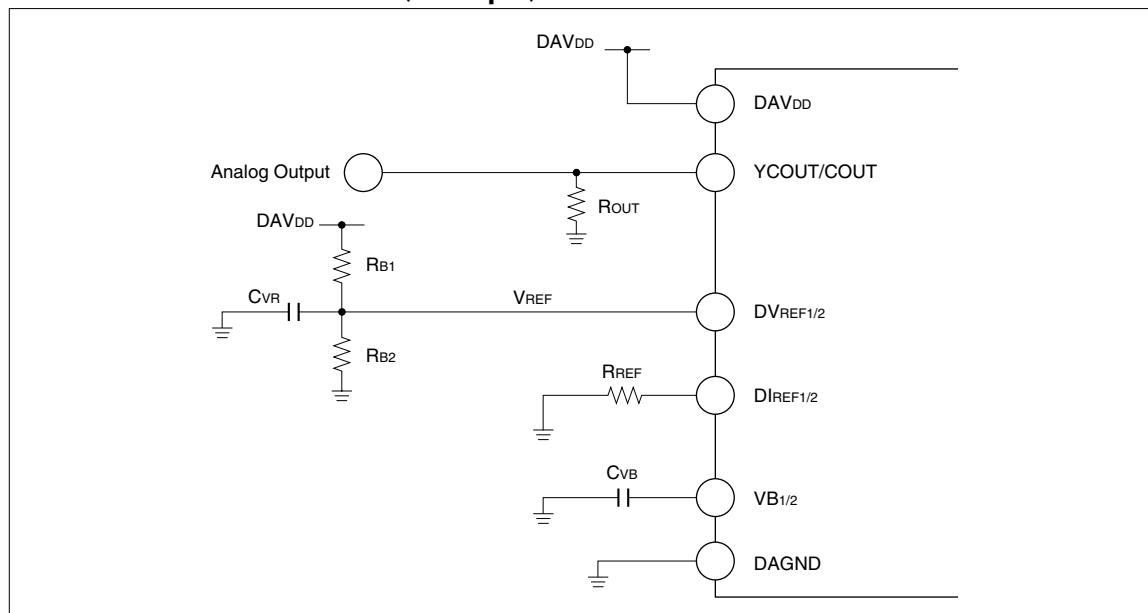 DAVDD
DAVDD
Analog Output
YCOUT/COUT
ROUT
DAVDD
RB1
CVR
VREF
DVREF1/2
RB2
RREF
DIREF1/2
CVB
VB1/2
DAGND